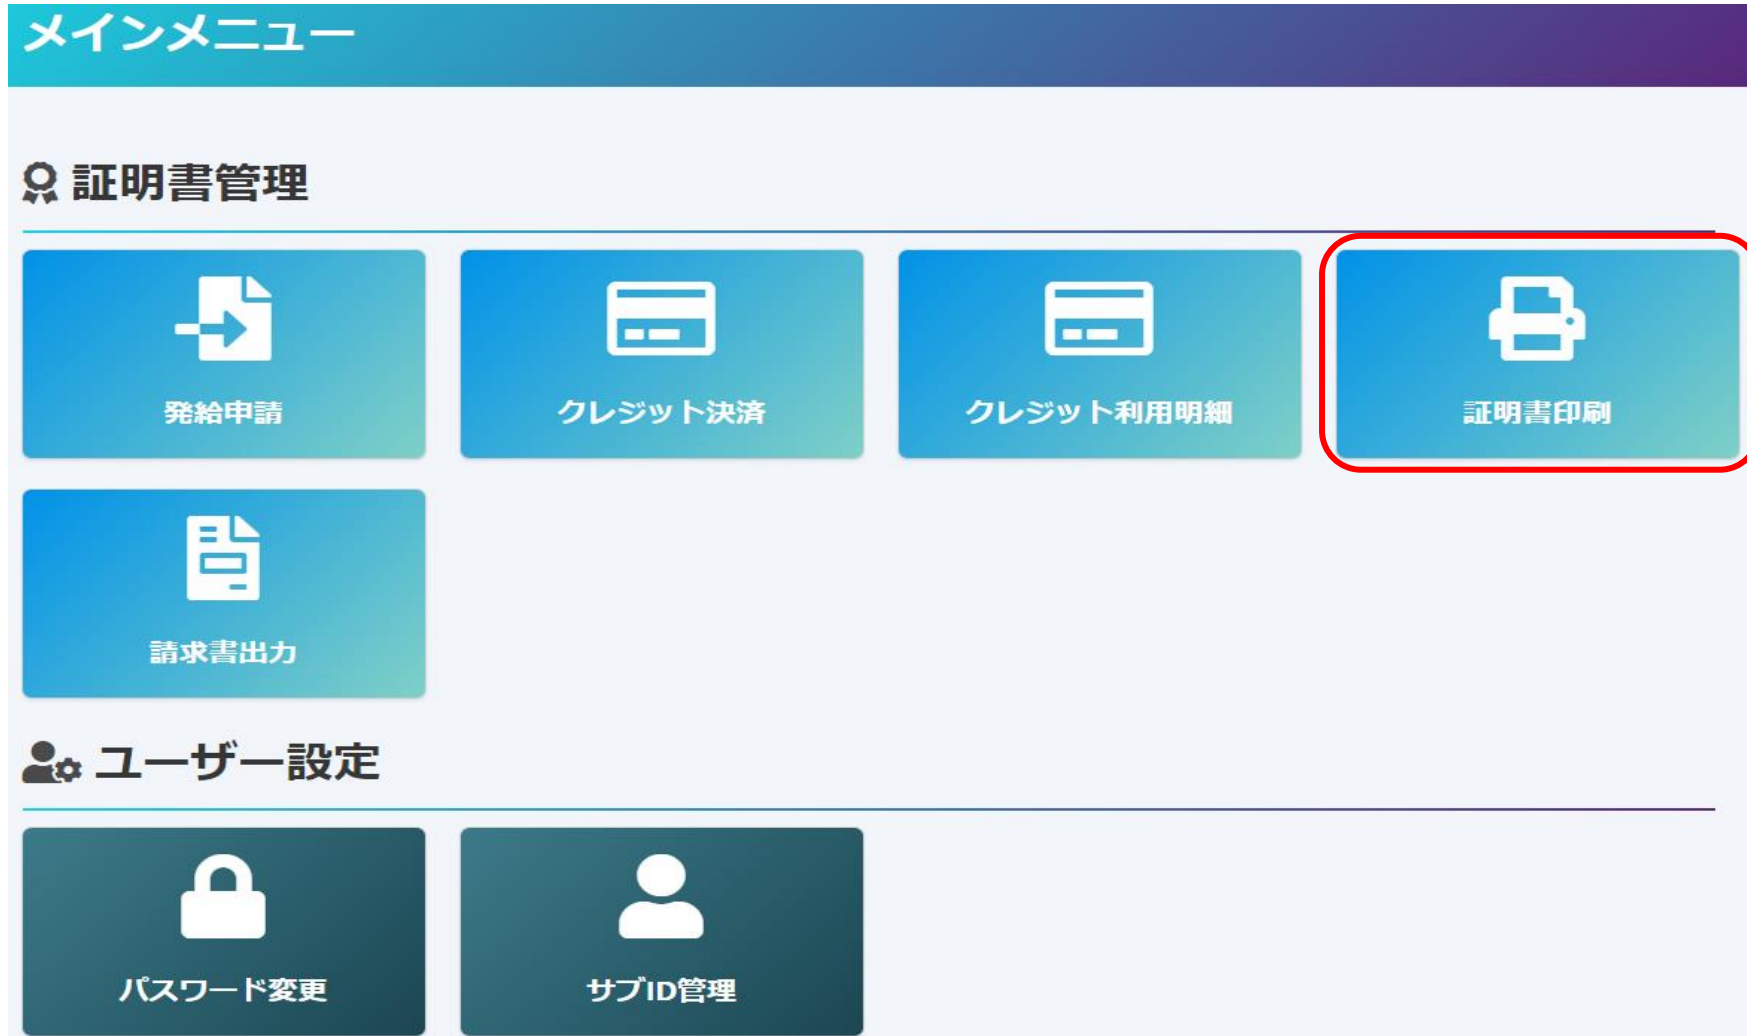 メインメニュー
証明書管理
発給申請
クレジット決済
クレジット利用明細
証明書印刷
請求書出力
ユーザー設定
パスワード変更
サブID管理